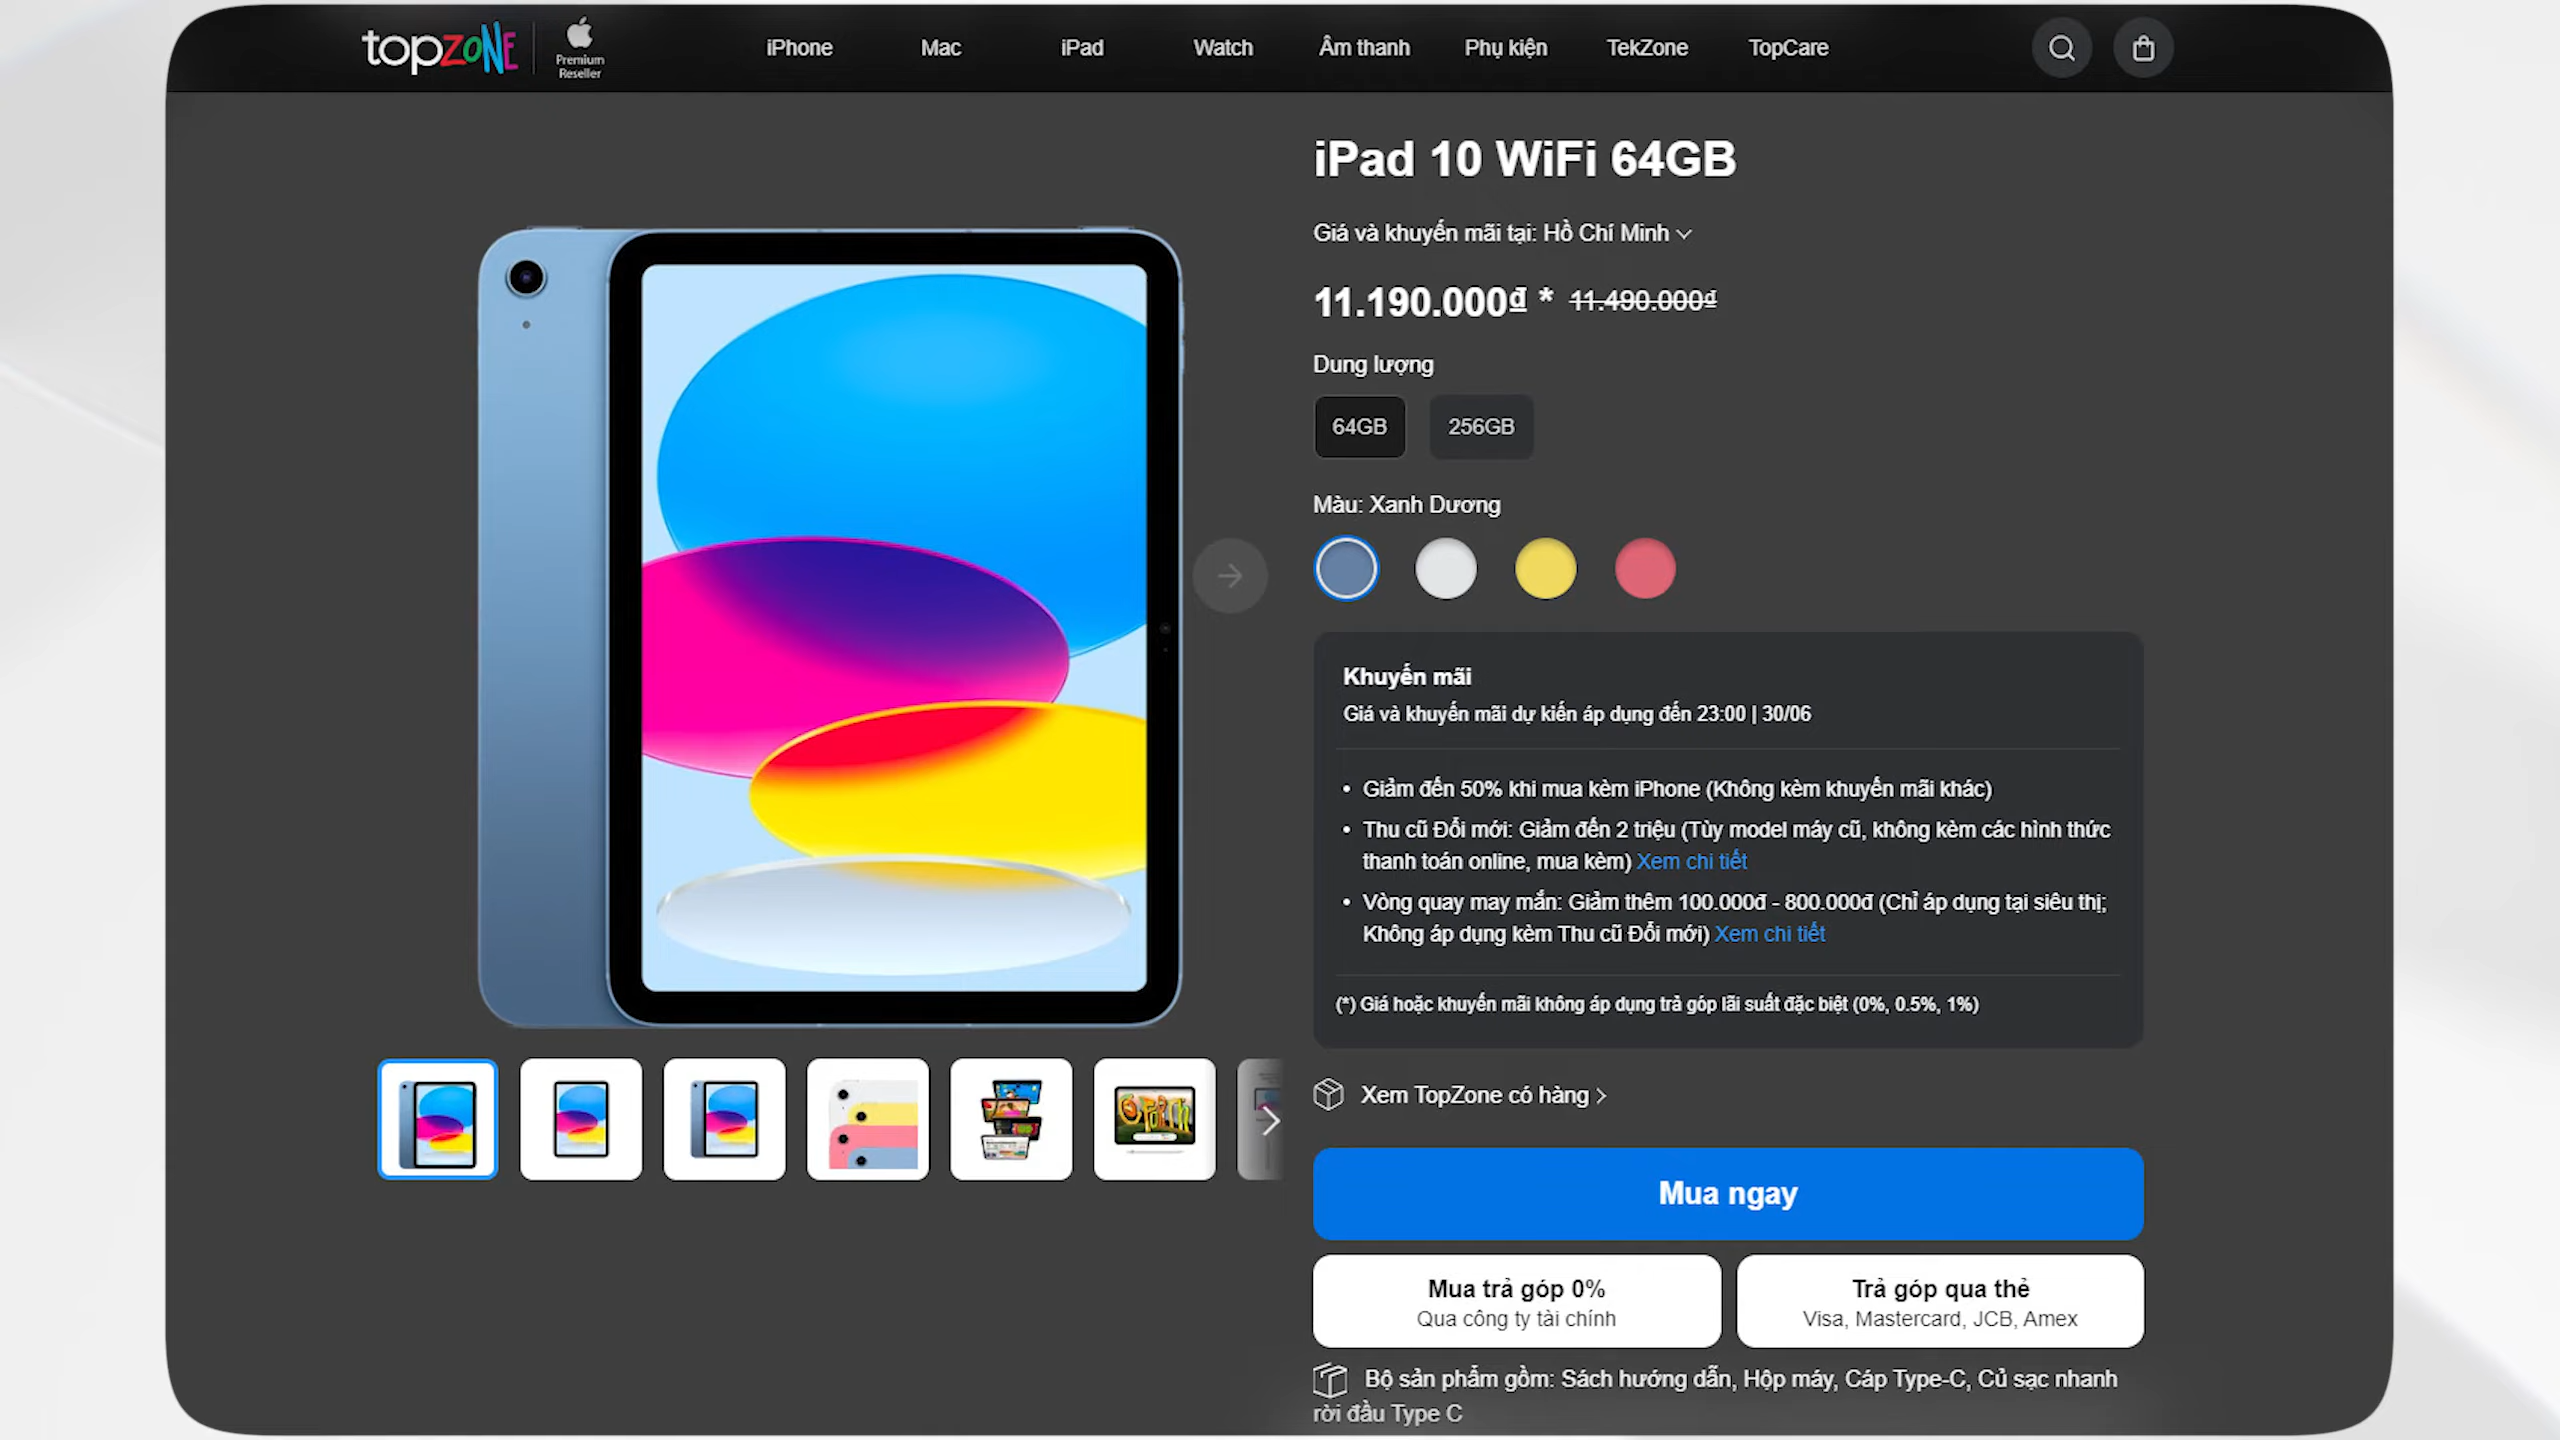 topzone
Premium
Reseller
iPhone
Mac
iPad
Watch
Âm thanh
Phụ kiện
TekZone
TopCare
iPad 10 WiFi 64GB
Giá và khuyến mãi tại: Hồ Chí Minh
11.190.000₫ * 11.490.000₫
Dung lượng
64GB
256GB
Màu: Xanh Dương
Khuyến mãi
Giá và khuyến mãi dự kiến áp dụng đến 23:00 | 30/06
• Giảm đến 50% khi mua kèm iPhone (Không kèm khuyến mãi khác)
• Thu cũ Đổi mới: Giảm đến 2 triệu (Tùy model máy cũ, không kèm các hình thức
thanh toán online, mua kèm) Xem chi tiết
• Vòng quay may mắn: Giảm thêm 100.000đ - 800.000đ (Chỉ áp dụng tại siêu thị;
Không áp dụng kèm Thu cũ Đổi mới) Xem chi tiết
(*) Giá hoặc khuyến mãi không áp dụng trả góp lãi suất đặc biệt (0%, 0.5%, 1%)
Xem TopZone có hàng >
Mua ngay
Mua trả góp 0%
Qua công ty tài chính
Trả góp qua thẻ
Visa, Mastercard, JCB, Amex
Bộ sản phẩm gồm: Sách hướng dẫn, Hộp máy, Cáp Type-C, Củ sạc nhanh
rời đầu Type C